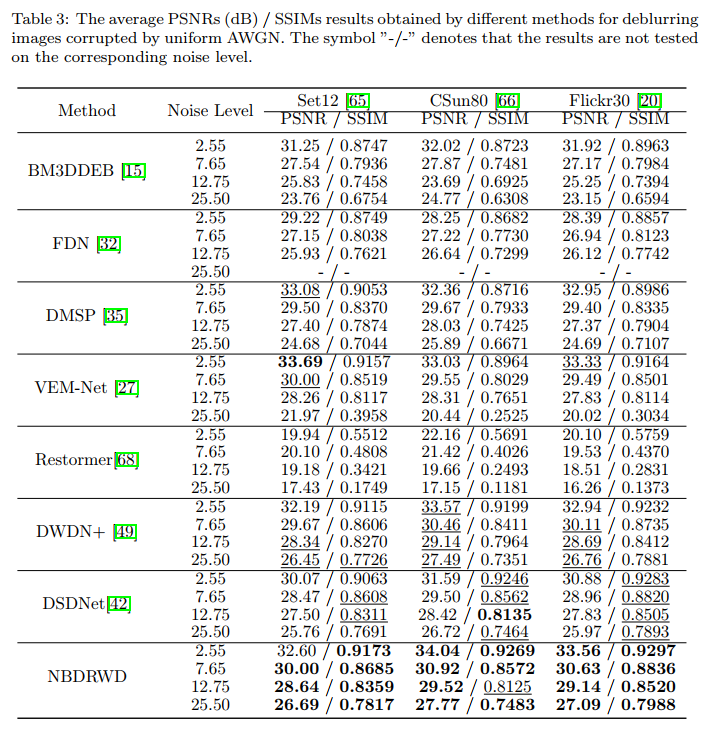 Table 3: The average PSNRs (dB) / SSIMs results obtained by different methods for deblurring
images corrupted by uniform AWGN. The symbol "-/-" denotes that the results are not tested
on the corresponding noise level.
Method Noise Level Set12 [65] CSun80 [66] Flickr30 [20]
PSNR / SSIM PSNR / SSIM PSNR / SSIM
BM3DDEB [15]
2.55 31.25 / 0.8747 32.02 / 0.8723 31.92 / 0.8963
7.65 27.54 / 0.7936 27.87 / 0.7481 27.17 / 0.7984
12.75 25.83 / 0.7458 23.69 / 0.6925 25.25 / 0.7394
25.50 23.76 / 0.6754 24.77 / 0.6308 23.15 / 0.6594
FDN [32]
2.55 29.22 / 0.8749 28.25 / 0.8682 28.39 / 0.8857
7.65 27.15 / 0.8038 27.22 / 0.7730 26.94 / 0.8123
12.75 25.93 / 0.7621 26.64 / 0.7299 26.12 / 0.7742
25.50 - / - - / - - / -
DMSP [35]
2.55 33.08 / 0.9053 32.36 / 0.8716 32.95 / 0.8986
7.65 29.50 / 0.8370 29.67 / 0.7933 29.40 / 0.8335
12.75 27.40 / 0.7874 28.03 / 0.7425 27.37 / 0.7904
25.50 24.68 / 0.7044 25.89 / 0.6671 24.69 / 0.7107
VEM-Net [27]
2.55 33.69 / 0.9157 33.03 / 0.8964 33.33 / 0.9164
7.65 30.00 / 0.8519 29.55 / 0.8029 29.49 / 0.8501
12.75 28.26 / 0.8117 28.31 / 0.7651 27.83 / 0.8114
25.50 21.97 / 0.3958 20.44 / 0.2525 20.02 / 0.3034
Restormer[68]
2.55 19.94 / 0.5512 22.16 / 0.5691 20.10 / 0.5759
7.65 20.10 / 0.4808 21.42 / 0.4026 19.53 / 0.4370
12.75 19.18 / 0.3421 19.66 / 0.2493 18.51 / 0.2831
25.50 17.43 / 0.1749 17.15 / 0.1181 16.26 / 0.1373
DWDN+ [49]
2.55 32.19 / 0.9115 33.57 / 0.9199 32.94 / 0.9232
7.65 29.67 / 0.8606 30.46 / 0.8411 30.11 / 0.8735
12.75 28.34 / 0.8270 29.14 / 0.7964 28.69 / 0.8412
25.50 26.45 / 0.7726 27.49 / 0.7351 26.76 / 0.7881
DSDNet[42]
2.55 30.07 / 0.9063 31.59 / 0.9246 30.88 / 0.9283
7.65 28.47 / 0.8608 29.50 / 0.8562 28.96 / 0.8820
12.75 27.50 / 0.8311 28.42 / 0.8135 27.83 / 0.8505
25.50 25.76 / 0.7691 26.72 / 0.7464 25.97 / 0.7893
NBDRWD
2.55 32.60 / 0.9173 34.04 / 0.9269 33.56 / 0.9297
7.65 30.00 / 0.8685 30.92 / 0.8572 30.63 / 0.8836
12.75 28.64 / 0.8359 29.52 / 0.8125 29.14 / 0.8520
25.50 26.69 / 0.7817 27.77 / 0.7483 27.09 / 0.7988